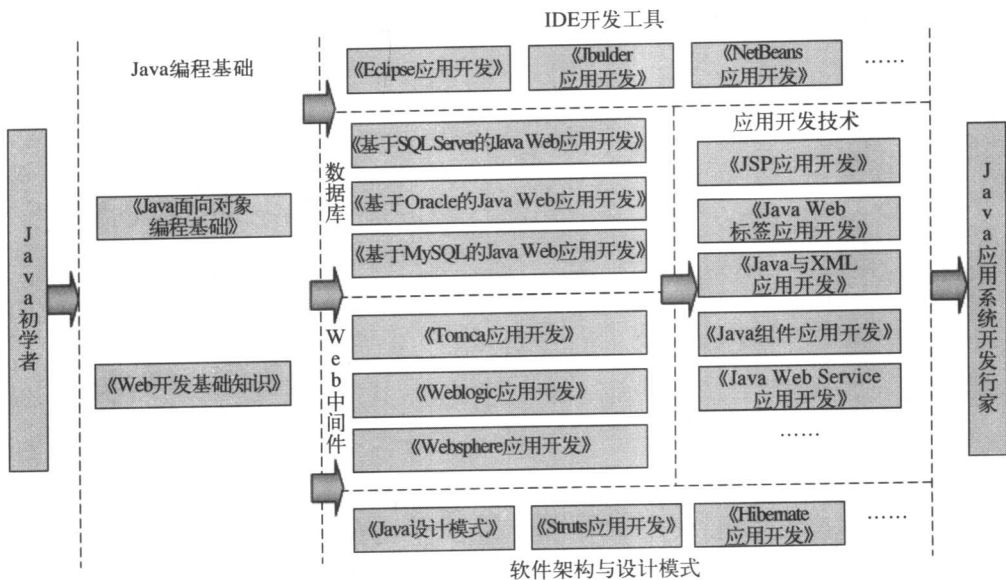 IDE开发工具
Java编程基础
《Eclipse应用开发》
《Jbulder
应用开发》
《NetBeans
应用开发》
……
Java初学者
《Java面向对象
编程基础》
《Web开发基础知识》
数据库
《基于SQL Server的Java Web应用开发》
《基于Oracle的Java Web应用开发》
《基于MySQL的Java Web应用开发》
Web中间件
《Tomca应用开发》
《Weblogic应用开发》
《Websphere应用开发》
应用开发技术
《JSP应用开发》
《Java Web
标签应用开发》
《Java与XML
应用开发》
《Java组件应用开发》
《Java Web Service
应用开发》
……
Java应用系统开发行家
《Java设计模式》
《Struts应用开发》
《Hibemate
应用开发》
……
软件架构与设计模式